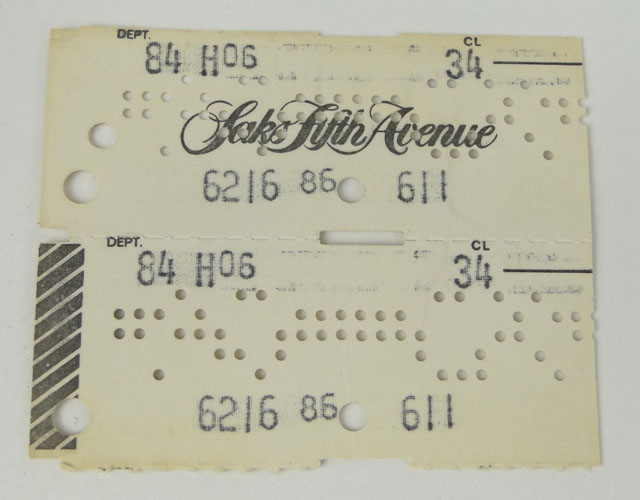 DEPT. CL
84 H06 34
Saks Fifth Avenue
6216 86 611
DEPT. CL
84 H06 34
6216 86 611